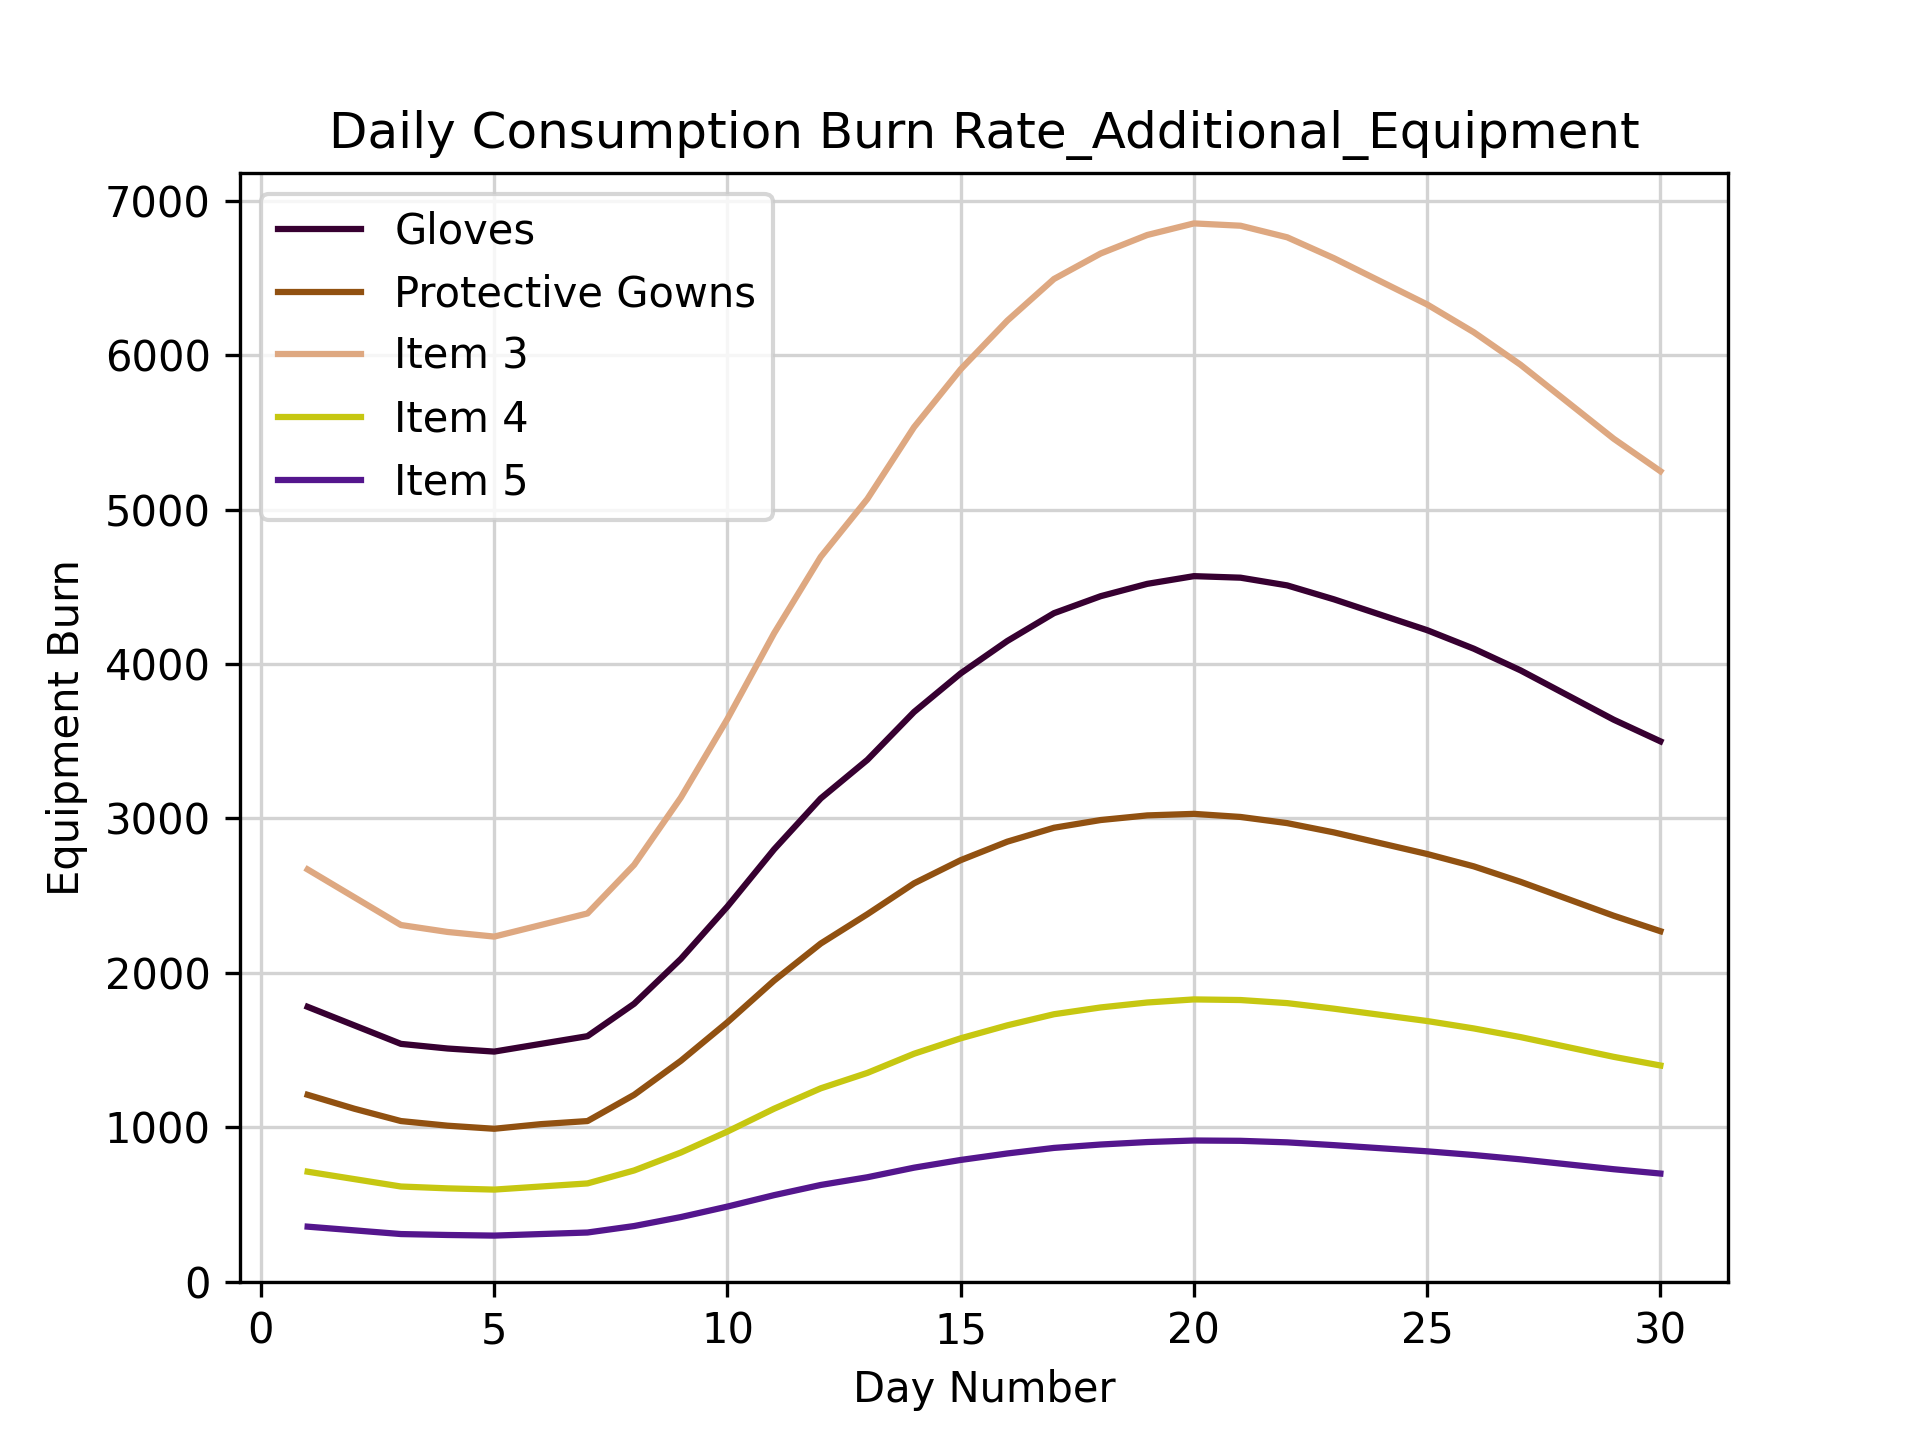 Daily Consumption Burn Rate_Additional_Equipment
7000
6000
5000
4000
3000
2000
1000
0
Equipment Burn
Gloves
Protective Gowns
Item 3
Item 4
Item 5
0 5 10 15 20 25 30
Day Number